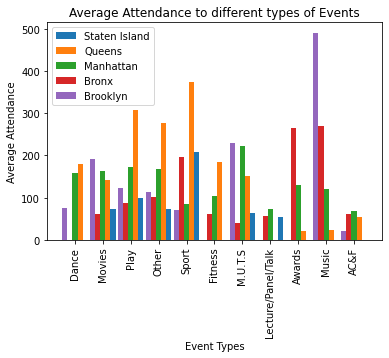 Average Attendance to different types of Events
Staten Island
Queens
Manhattan
Bronx
Brooklyn
Average Attendance
500
400
300
200
100
0
Dance
Movies
Play
Other
Sport
Fitness
M.U.T.S
Lecture/Panel/Talk
Awards
Music
AC&F
Event Types